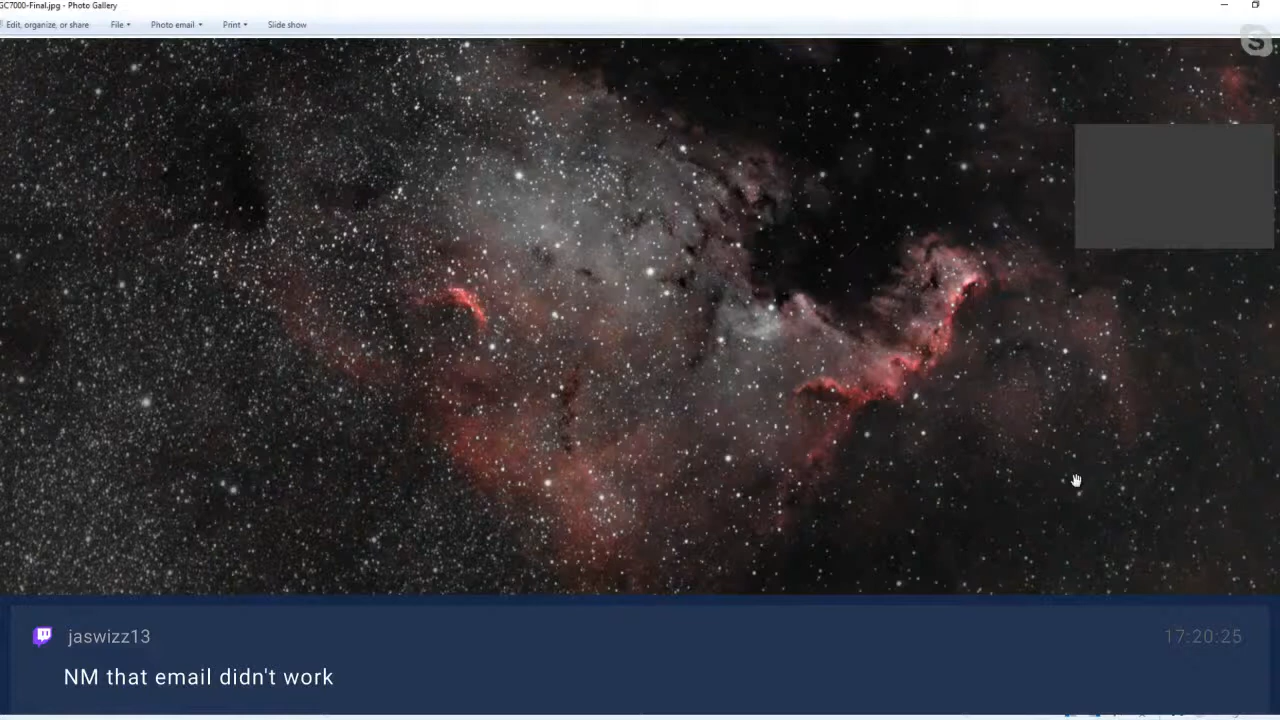 GC7000-Final.jpg - Photo Gallery
Edit, organize, or share File Photo email Print Slide show
jaswizz13 17:20:25
NM that email didn't work